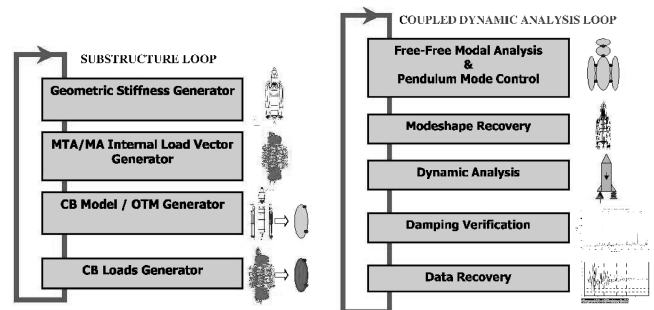 SUBSTRUCTURE LOOP
Geometric Stiffness Generator
MTA/MA Internal Load Vector
Generator
CB Model / OTM Generator
CB Loads Generator
COUPLED DYNAMIC ANALYSIS LOOP
Free-Free Modal Analysis
&
Pendulum Mode Control
Modeshape Recovery
Dynamic Analysis
Damping Verification
Data Recovery